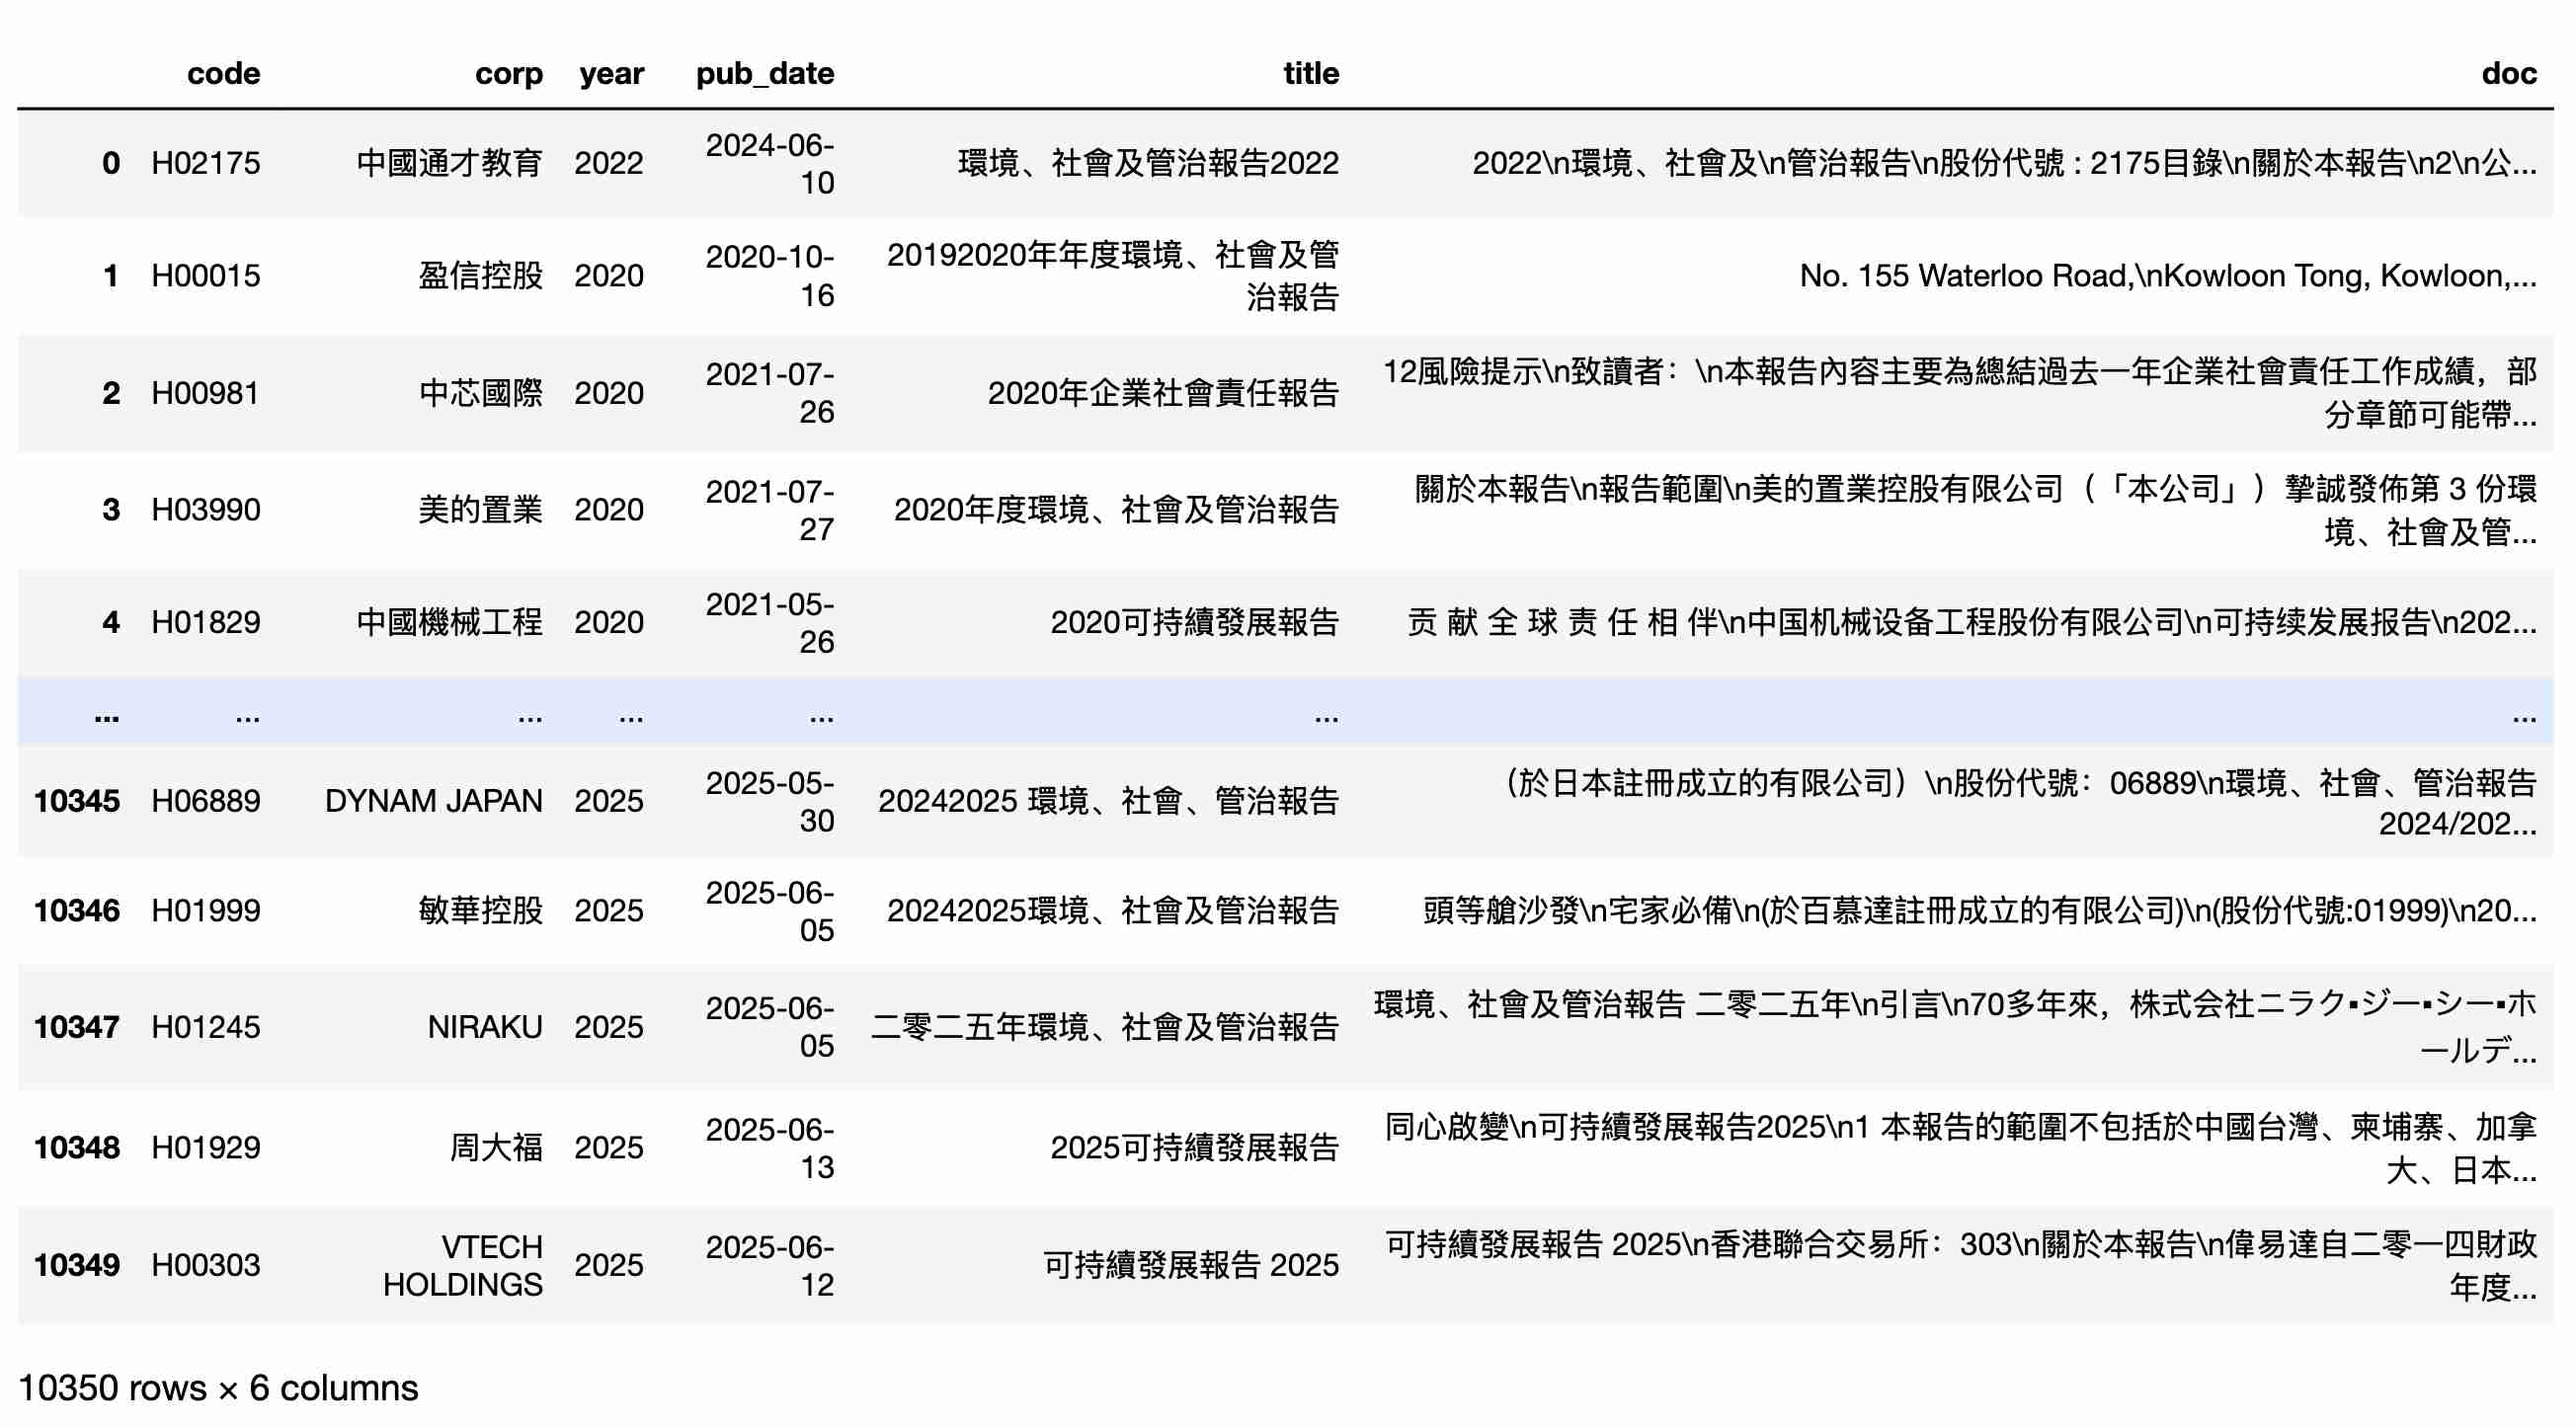 code corp year pub_date title doc
0 H02175 中國通才教育 2022 2024-06-10 環境、社會及管治報告2022 2022\n環境、社會及\n管治報告\n股份代號 : 2175目錄\n關於本報告\n2\n公...
1 H00015 盈信控股 2020 2020-10-16 20192020年年度環境、社會及管治報告 No. 155 Waterloo Road,\nKowloon Tong, Kowloon,...
2 H00981 中芯國際 2020 2021-07-26 2020年企業社會責任報告 12風險提示\n致讀者：\n本報告內容主要為總結過去一年企業社會責任工作成績，部分章節可能帶...
3 H03990 美的置業 2020 2021-07-27 2020年度環境、社會及管治報告 關於本報告\n報告範圍\n美的置業控股有限公司（「本公司」）摯誠發佈第 3 份環境、社會及管...
4 H01829 中國機械工程 2020 2021-05-26 2020可持續發展報告 贡 献 全 球 责 任 相 伴\n中国机械设备工程股份有限公司\n可持续发展报告\n202...
... ... ... ... ... ... ...
10345 H06889 DYNAM JAPAN 2025 2025-05-30 20242025 環境、社會、管治報告 （於日本註冊成立的有限公司）\n股份代號：06889\n環境、社會、管治報告2024/202...
10346 H01999 敏華控股 2025 2025-06-05 20242025環境、社會及管治報告 頭等艙沙發\n宅家必備\n(於百慕達註冊成立的有限公司)\n(股份代號:01999)\n20...
10347 H01245 NIRAKU 2025 2025-06-05 二零二五年環境、社會及管治報告 環境、社會及管治報告 二零二五年\n引言\n70多年來，株式会社ニラク▪ジー▪シー▪ホールデ...
10348 H01929 周大福 2025 2025-06-13 2025可持續發展報告 同心啟變\n可持續發展報告2025\n1 本報告的範圍不包括於中國台灣、柬埔寨、加拿大、日本...
10349 H00303 VTECH HOLDINGS 2025 2025-06-12 可持續發展報告 2025 可持續發展報告 2025\n香港聯合交易所：303\n關於本報告\n偉易達自二零一四財政年度...
10350 rows × 6 columns